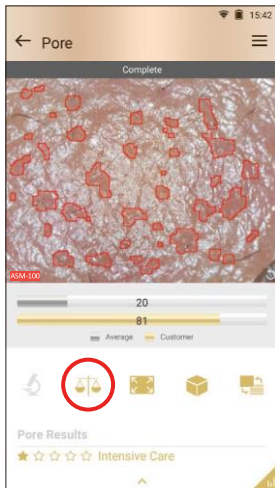 15:42
Pore
Complete
ASM-100
20
81
Average Customer
Pore Results
Intensive Care